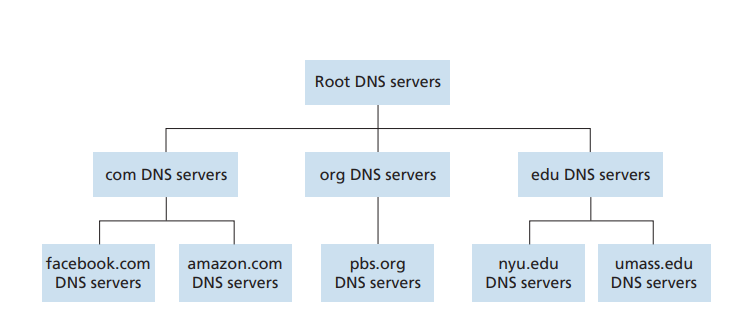 Root DNS servers
com DNS servers
org DNS servers
edu DNS servers
facebook.com
DNS servers
amazon.com
DNS servers
pbs.org
DNS servers
nyu.edu
DNS servers
umass.edu
DNS servers